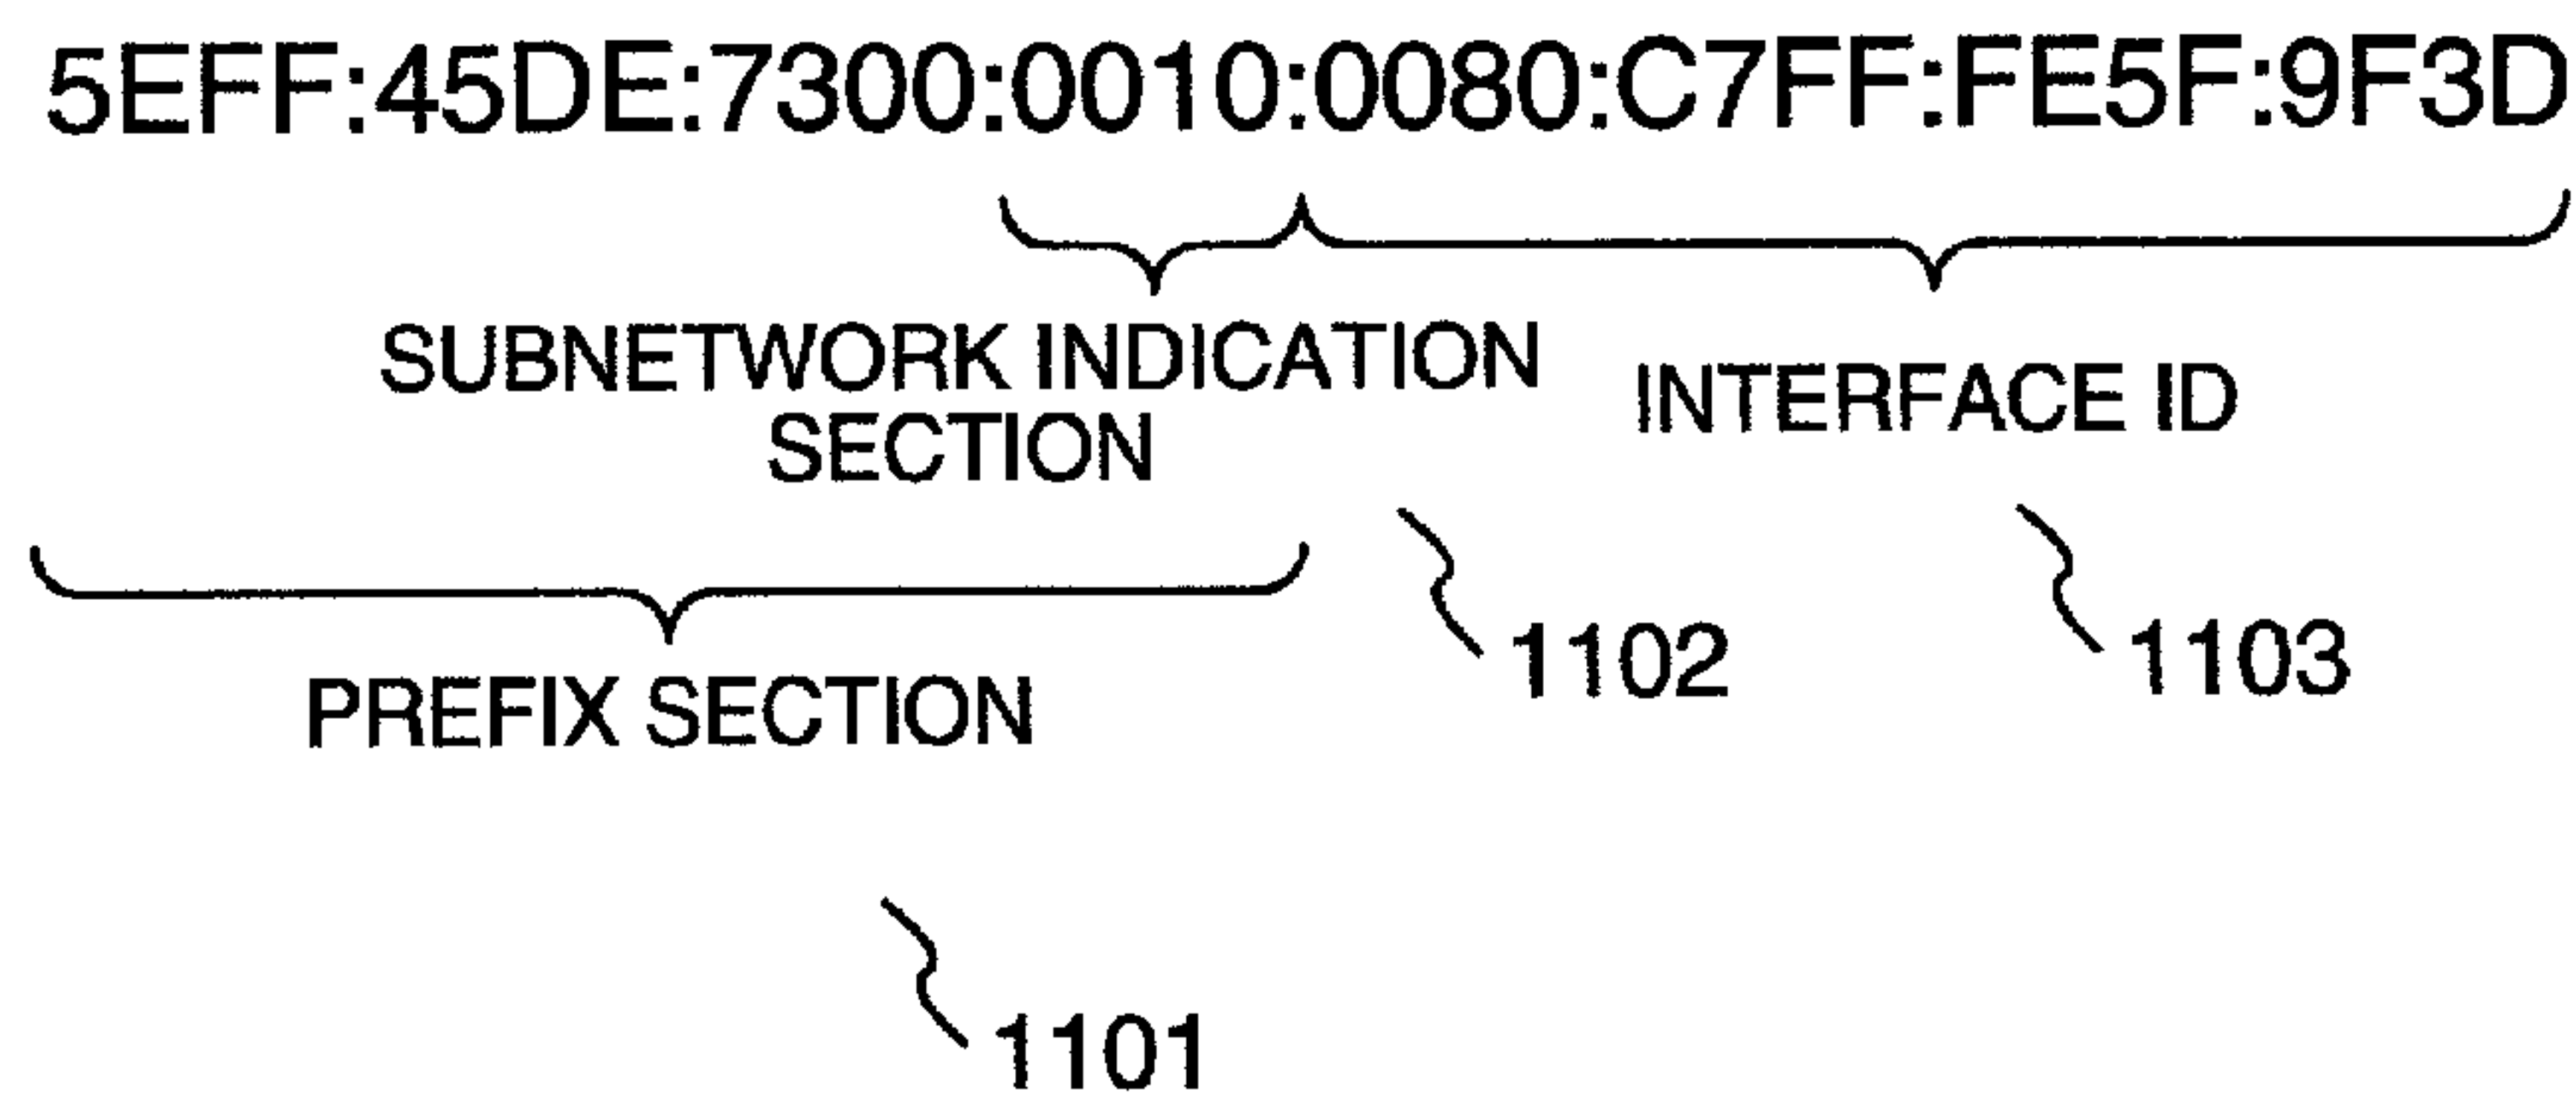 5EFF:45DE:7300:0010:0080:C7FF:FE5F:9F3D
SUBNETWORK INDICATION
SECTION
INTERFACE ID
1102
1103
PREFIX SECTION
1101